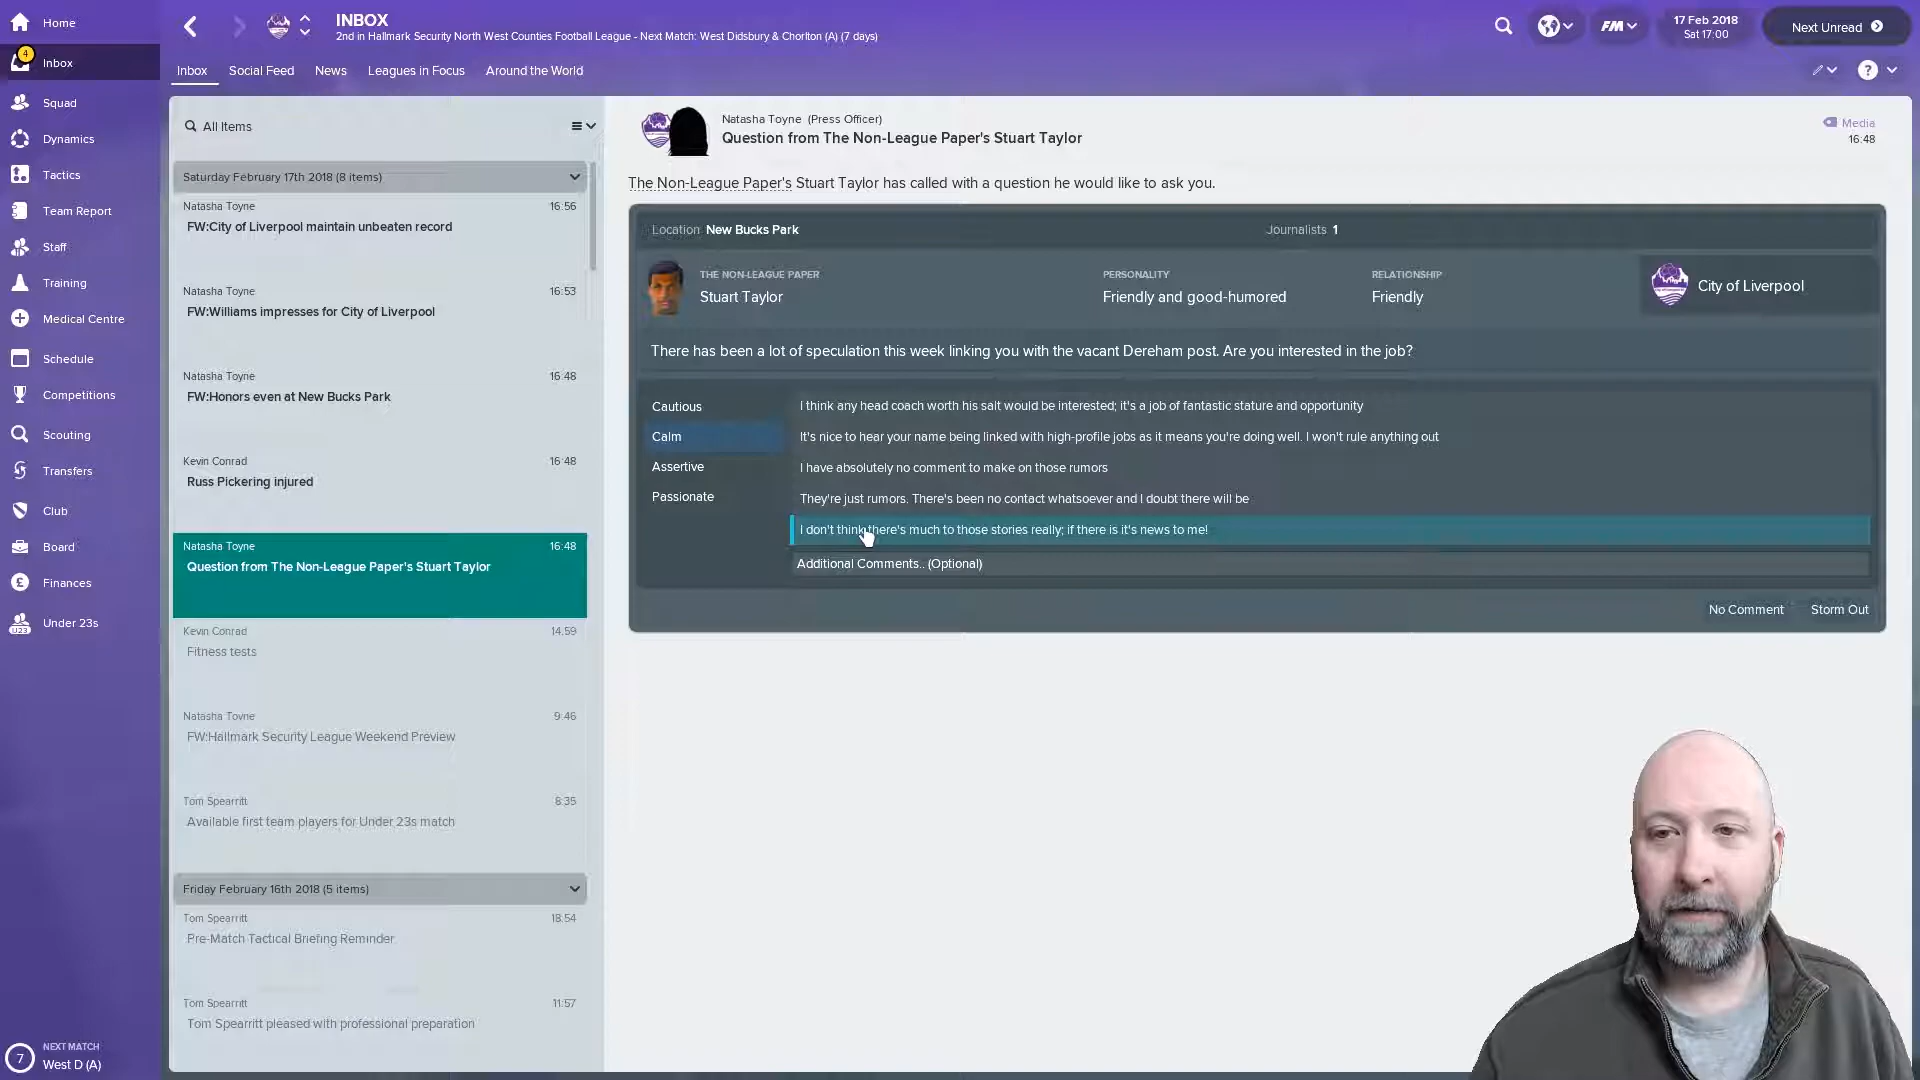 Home
4
Inbox
Squad
Dynamics
Tactics
Team Report
Staff
Training
Medical Centre
Schedule
Competitions
Scouting
Transfers
Club
Board
Finances
Under 23s
U23
7
NEXT MATCH
West D (A)
INBOX
2nd in Hallmark Security North West Counties Football League - Next Match: West Didsbury & Chorlton (A) (7 days)
FM
17 Feb 2018
Sat 17:00
Next Unread
Inbox
Social Feed
News
Leagues in Focus
Around the World
?
All Items
Saturday February 17th 2018 (8 items)
Natasha Toyne 16:56
FW:City of Liverpool maintain unbeaten record
Natasha Toyne 16:53
FW:Williams impresses for City of Liverpool
Natasha Toyne 16:48
FW:Honors even at New Bucks Park
Kevin Conrad 16:48
Russ Pickering injured
Natasha Toyne 16:48
Question from The Non-League Paper's Stuart Taylor
Kevin Conrad 14:59
Fitness tests
Natasha Toyne 9:46
FW:Hallmark Security League Weekend Preview
Tom Spearritt 8:35
Available first team players for Under 23s match
Friday February 16th 2018 (5 items)
Tom Spearritt 18:54
Pre-Match Tactical Briefing Reminder
Tom Spearritt 11:57
Tom Spearritt pleased with professional preparation
Natasha Toyne (Press Officer)
Question from The Non-League Paper's Stuart Taylor
Media
16:48
The Non-League Paper's Stuart Taylor has called with a question he would like to ask you.
Location New Bucks Park
Journalists 1
THE NON-LEAGUE PAPER
Stuart Taylor
PERSONALITY
Friendly and good-humored
RELATIONSHIP
Friendly
City of Liverpool
There has been a lot of speculation this week linking you with the vacant Dereham post. Are you interested in the job?
Cautious
Calm
Assertive
Passionate
I think any head coach worth his salt would be interested; it's a job of fantastic stature and opportunity
It's nice to hear your name being linked with high-profile jobs as it means you're doing well. I won't rule anything out
I have absolutely no comment to make on those rumors
They're just rumors. There's been no contact whatsoever and I doubt there will be
I don't think there's much to those stories really; if there is it's news to me!
Additional Comments.. (Optional)
No Comment
Storm Out